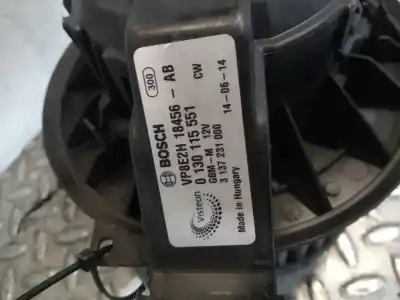 300
BOSCH
VP8E2H 18456 - AB
0 130 115 551 CW
GBM-M 12V
3 137 231 000 14-06-14
Visteon
Made in Hungary